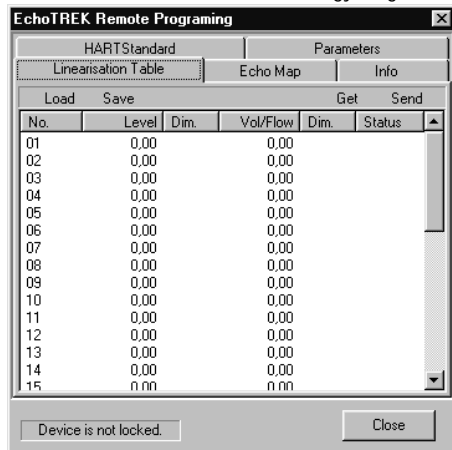 EchoTREK Remote Programing
HARTStandard Parameters
Linearisation Table Echo Map Info
Load Save Get Send
No. Level Dim. Vol/Flow Dim. Status
01 0,00 0,00
02 0,00 0,00
03 0,00 0,00
04 0,00 0,00
05 0,00 0,00
06 0,00 0,00
07 0,00 0,00
08 0,00 0,00
09 0,00 0,00
10 0,00 0,00
11 0,00 0,00
12 0,00 0,00
13 0,00 0,00
14 0,00 0,00
15 0,00 0,00
Device is not locked. Close